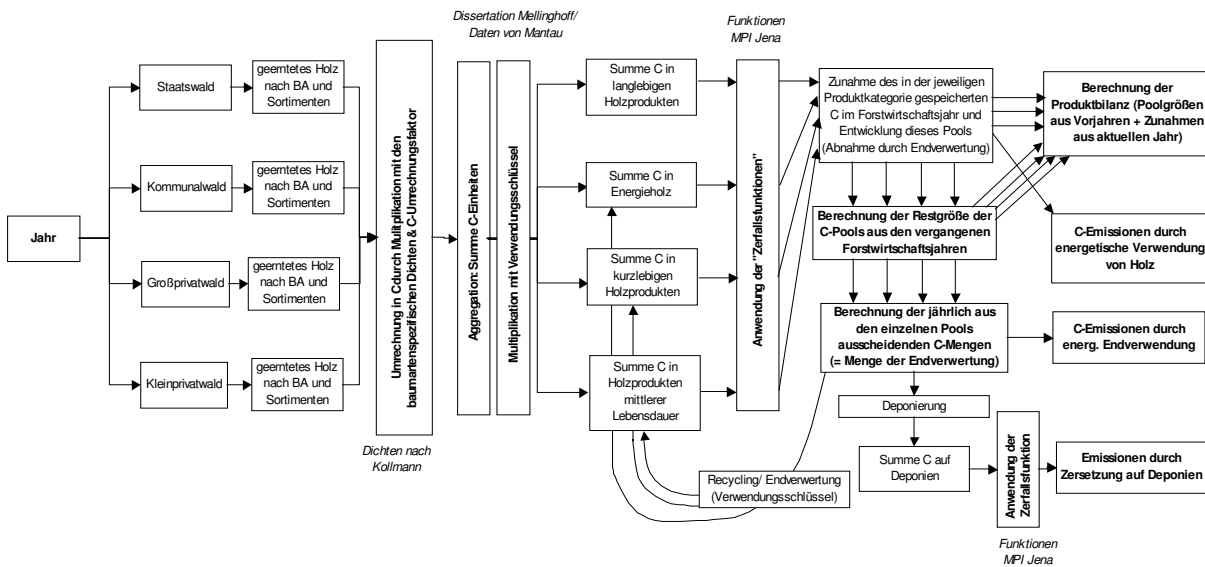 Dissertation Mellinghoff/
Daten von Mantau
Funktionen
MPI Jena
Jahr
Staatswald
geerntetes Holz
nach BA und
Sortimenten
Kommunalwald
geerntetes Holz
nach BA und
Sortimenten
Großprivatwald
geerntetes Holz
nach BA und
Sortimenten
Kleinprivatwald
geerntetes Holz
nach BA und
Sortimenten
Umrechnung in Cdurch Mulitplikation mit den
baumartenspezifischen Dichten & C-Umrechnungsfaktor
Dichten nach
Kollmann
Aggregation: Summe C-Einheiten
Multiplikation mit Verwendungsschlüssel
Summe C in
langlebigen
Holzprodukten
Summe C in
Energieholz
Summe C in
kurzlebigen
Holzprodukten
Summe C in
Holzprodukten
mittlerer
Lebensdauer
Anwendung der "Zerfallsfunktionen"
Zunahme des in der jeweiligen
Produktkategorie gespeicherten
C im Forstwirtschaftsjahr und
Entwicklung dieses Pools
(Abnahme durch Endverwertung)
Berechnung der Restgröße der
C-Pools aus den vergangenen
Forstwirtschaftsjahren
Berechnung der jährlich aus
den einzelnen Pools
ausscheidenden C-Mengen
(= Menge der Endverwertung)
Deponierung
Summe C auf
Deponien
Recycling/ Endverwertung
(Verwendungsschlüssel)
Anwendung der
Zerfallsfunktion
Funktionen
MPI Jena
Berechnung der
Produktbilanz (Poolgrößen
aus Vorjahren + Zunahmen
aus aktuellen Jahr)
C-Emissionen durch
energetische Verwendung
von Holz
C-Emissionen durch
energ. Endverwendung
Emissionen durch
Zersetzung auf Deponien